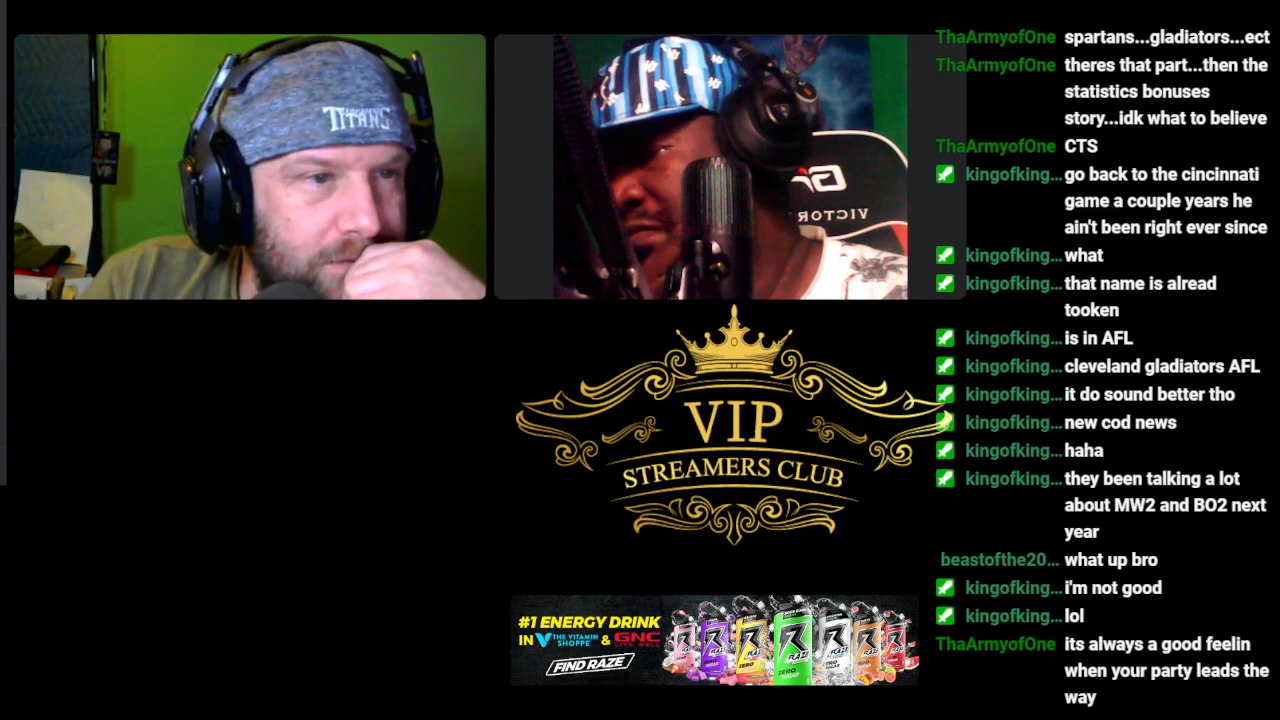 TITANS
VICTOR
VIP
STREAMERS CLUB
#1 ENERGY DRINK
IN THE VITAMIN SHOPPE & GNC
LIVE WELL
FIND RAZE
ThaArmyofOne spartans...gladiators...ect
ThaArmyofOne theres that part...then the
statistics bonuses
story...idk what to believe
ThaArmyofOne CTS
kingofking... go back to the cincinnati
game a couple years he
ain't been right ever since
kingofking... what
kingofking... that name is alread
tooken
kingofking... is in AFL
kingofking... cleveland gladiators AFL
kingofking... it do sound better tho
kingofking... new cod news
kingofking... haha
kingofking... they been talking a lot
about MW2 and BO2 next
year
beastofthe20... what up bro
kingofking... i'm not good
kingofking... lol
ThaArmyofOne its always a good feelin
when your party leads the
way